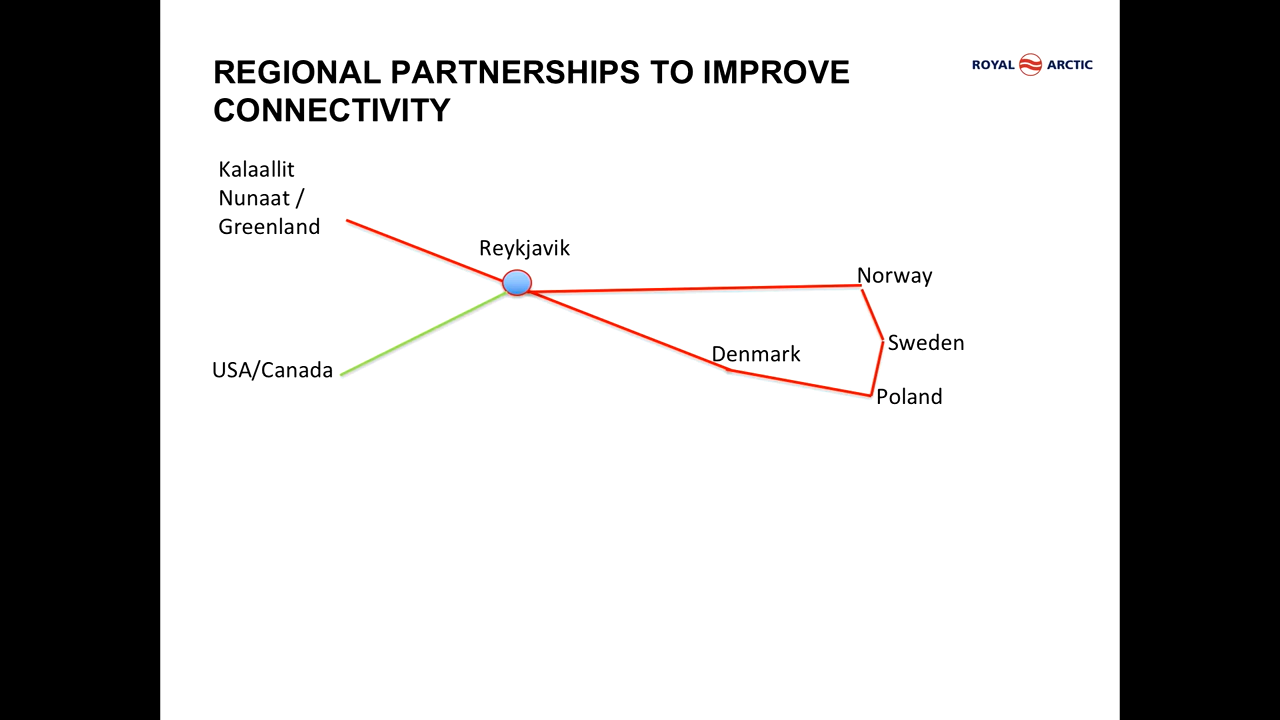 REGIONAL PARTNERSHIPS TO IMPROVE
CONNECTIVITY
ROYAL ARCTIC
Kalaallit
Nunaat /
Greenland
Reykjavik
Norway
Sweden
Denmark
USA/Canada
Poland